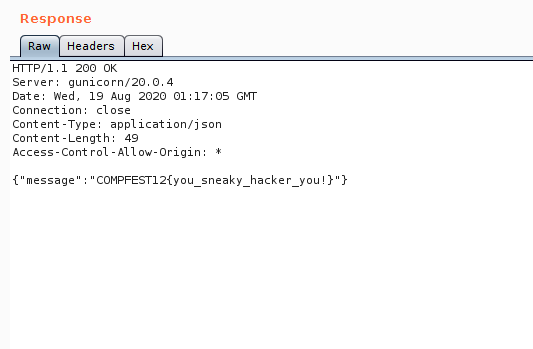 Response
Raw Headers Hex
HTTP/1.1 200 OK
Server: gunicorn/20.0.4
Date: Wed, 19 Aug 2020 01:17:05 GMT
Connection: close
Content-Type: application/json
Content-Length: 49
Access-Control-Allow-Origin: *
{"message":"COMPFEST12{you_sneaky_hacker_you!}"}